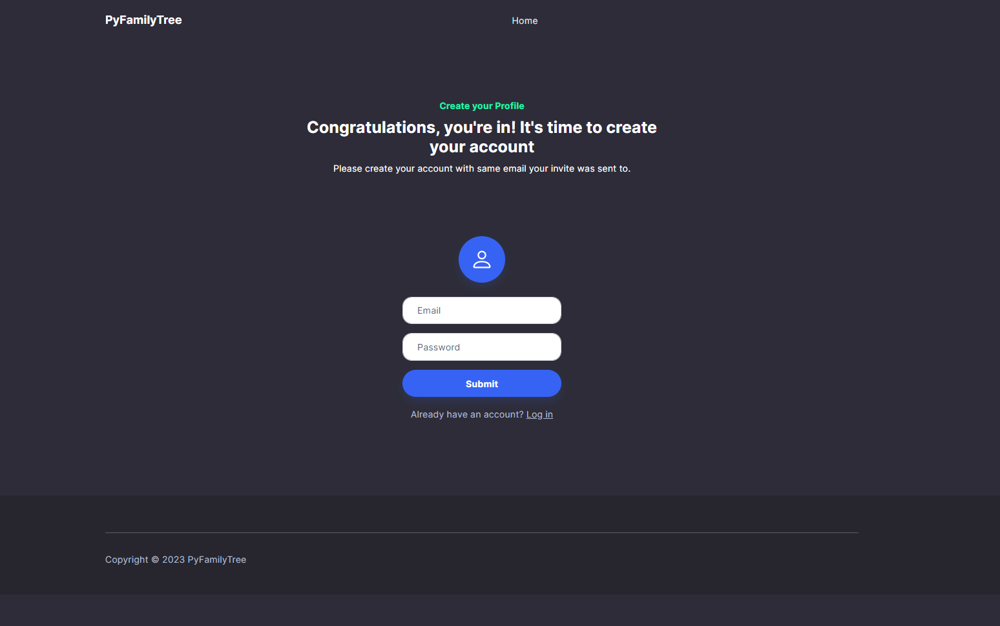 PyFamilyTree
Home
Create your Profile
Congratulations, you're in! It's time to create
your account
Please create your account with same email your invite was sent to.
Email
Password
Submit
Already have an account? Log in
Copyright © 2023 PyFamilyTree